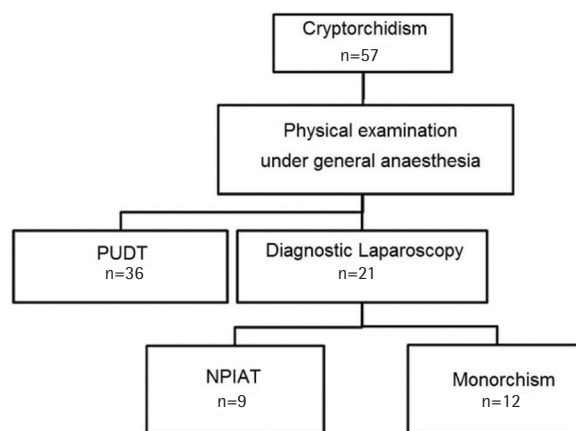 Cryptorchidism
n=57
Physical examination
under general anaesthesia
PUDT
n=36
Diagnostic Laparoscopy
n=21
NPIAT
n=9
Monorchism
n=12